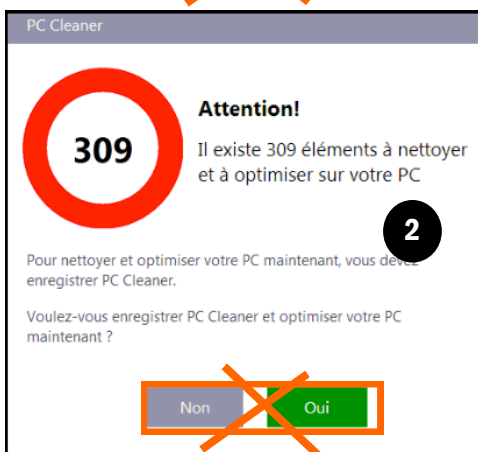 PC Cleaner
Attention!
309
Il existe 309 éléments à nettoyer
et à optimiser sur votre PC
2
Pour nettoyer et optimiser votre PC maintenant, vous devez
enregistrer PC Cleaner.
Voulez-vous enregistrer PC Cleaner et optimiser votre PC
maintenant ?
Non
Oui